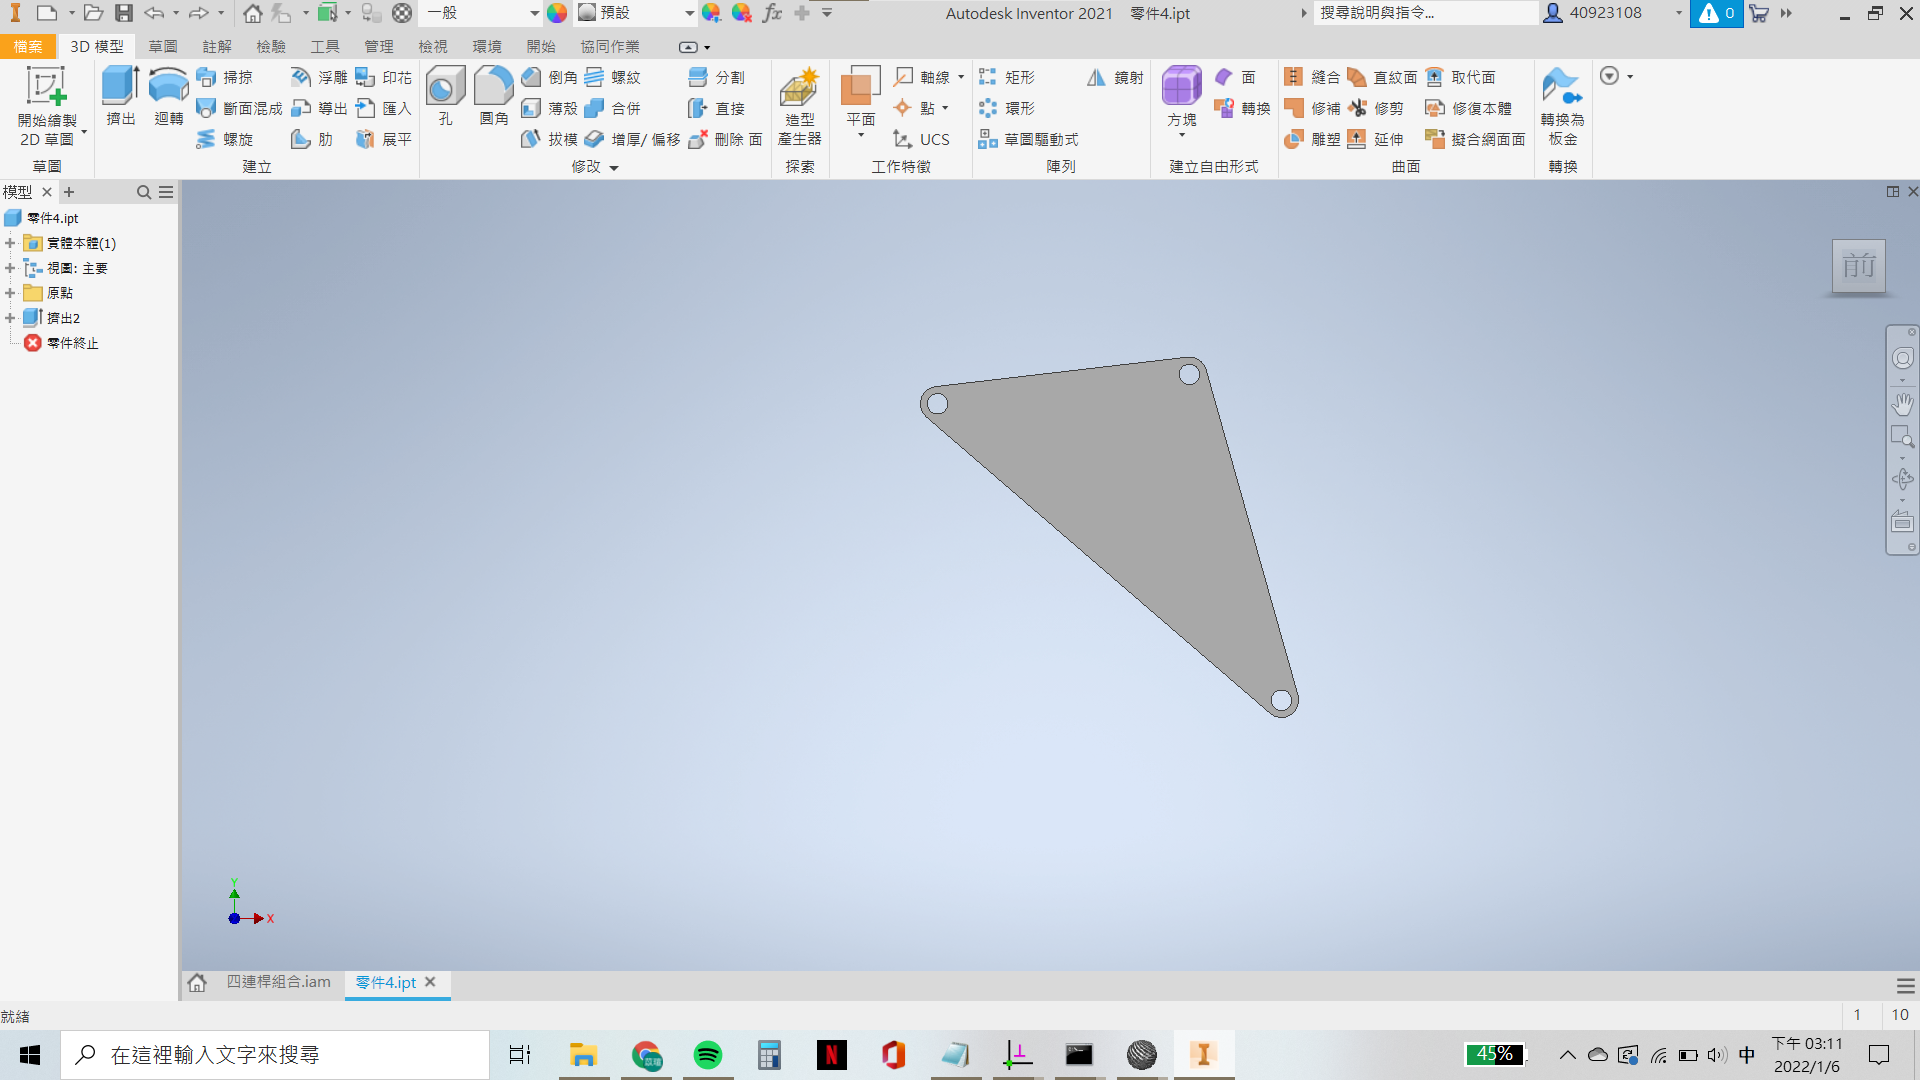 一般
預設
fx
Autodesk Inventor 2021 零件4.ipt
搜尋說明與指令...
40923108
0
檔案
3D 模型
草圖
註解
檢驗
工具
管理
檢視
環境
開始
協同作業
開始繪製
2D 草圖
草圖
擠出
迴轉
掃掠
斷面混成
螺旋
浮雕
導出
肋
印花
匯入
展平
建立
孔
圓角
倒角
薄殼
拔模
螺紋
合併
增厚/ 偏移
分割
直接
刪除 面
修改
造型
產生器
探索
平面
軸線
點
UCS
工作特徵
矩形
環形
草圖驅動式
鏡射
陣列
方塊
面
轉換
建立自由形式
縫合
修補
雕塑
直紋面
修剪
延伸
取代面
修復本體
擬合網面面
曲面
轉換為
板金
轉換
模型
零件4.ipt
實體本體(1)
視圖: 主要
原點
擠出2
零件終止
前
Y
X
四連桿組合.iam
零件4.ipt
就緒
1
10
在這裡輸入文字來搜尋
45%
中
下午 03:11
2022/1/6